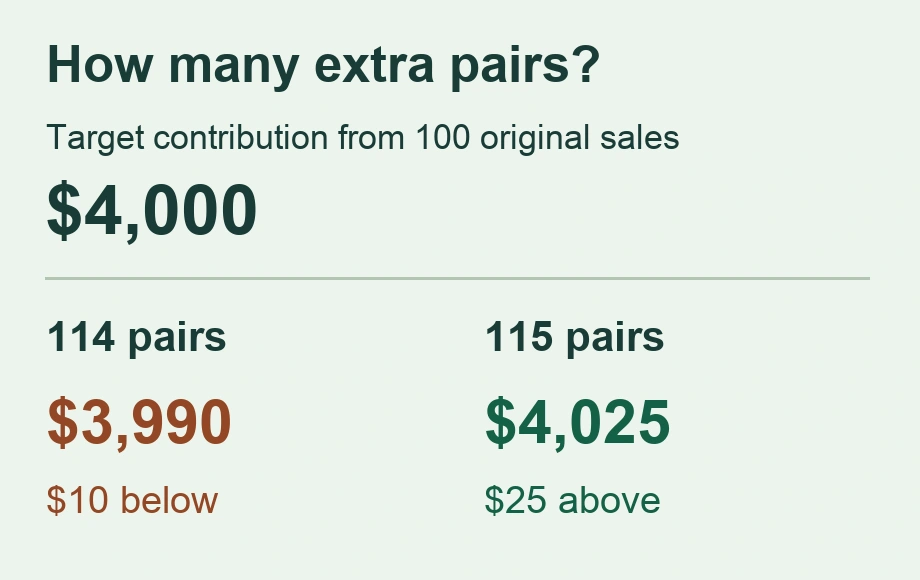 How many extra pairs?
Target contribution from 100 original sales
$4,000
114 pairs
$3,990
$10 below
115 pairs
$4,025
$25 above